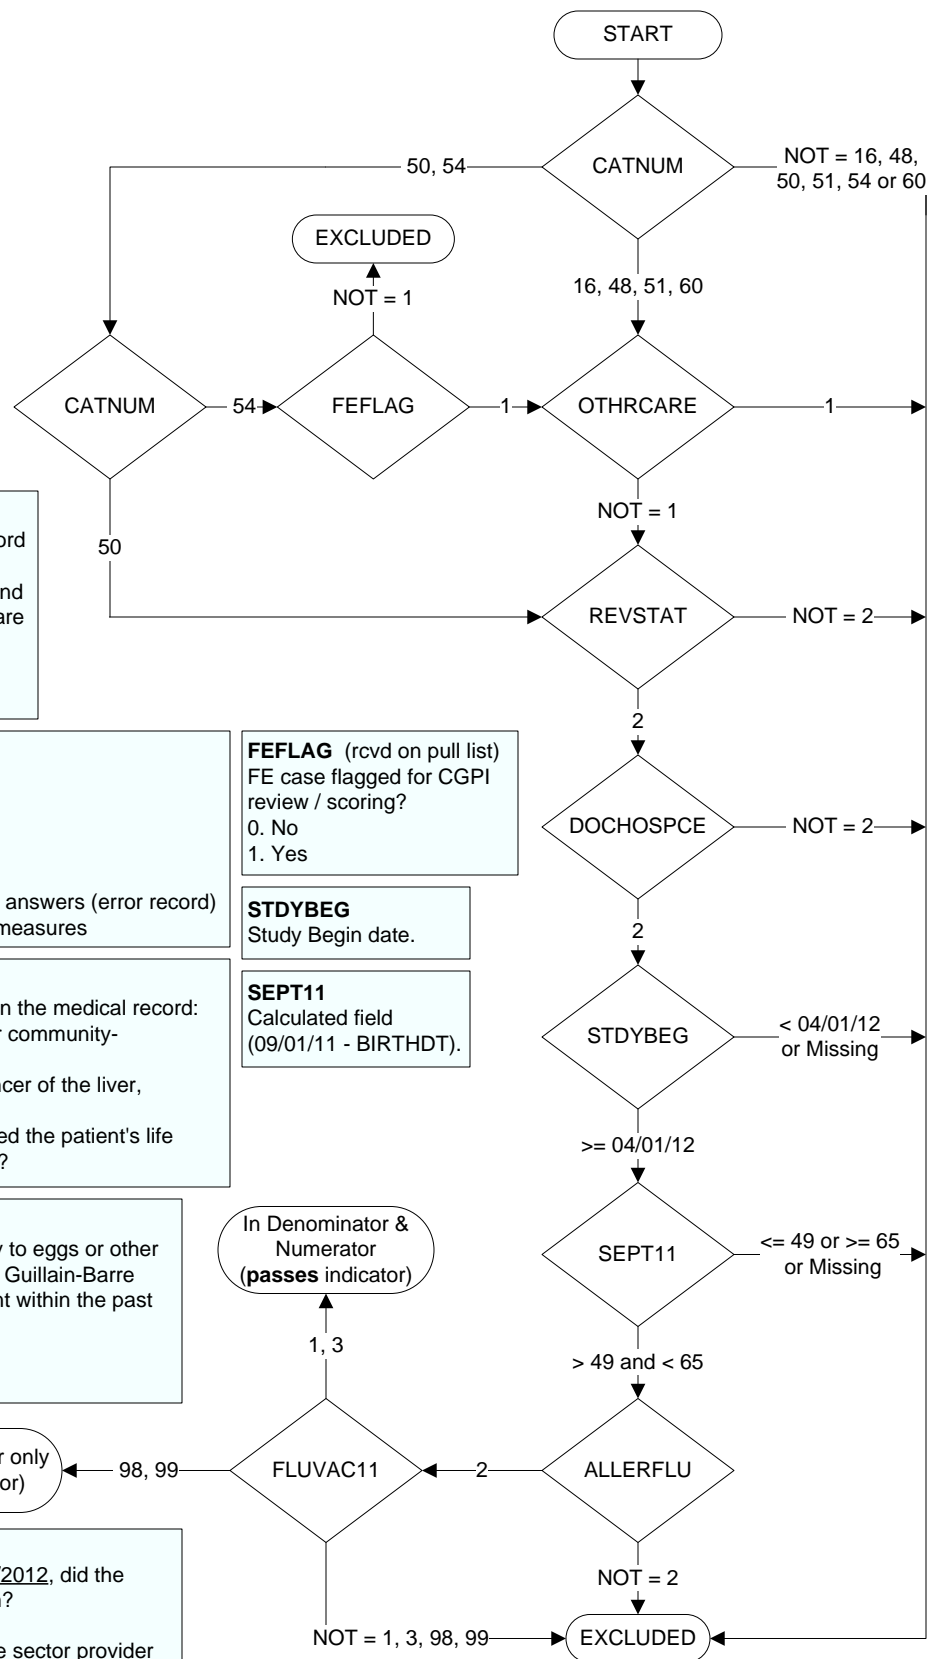 START
CATNUM
50, 54
NOT = 16, 48,
50, 51, 54 or 60
EXCLUDED
NOT = 1
16, 48, 51, 60
CATNUM
54
FEFLAG
1
OTHRCARE
1
NOT = 1
50
ord
nd
are
REVSTAT
NOT = 2
2
FEFLAG (rcvd on pull list)
FE case flagged for CGPI
review / scoring?
0. No
1. Yes
answers (error record)
measures
DOCHOSPCE
NOT = 2
2
STDYBEG
Study Begin date.
SEPT11
Calculated field
(09/01/11 - BIRTHDT).
n the medical record:
r community-
ncer of the liver,
ed the patient's life
?
STDYBEG
< 04/01/12
or Missing
>= 04/01/12
y to eggs or other
Guillain-Barre
nt within the past
In Denominator &
Numerator
(passes indicator)
SEPT11
<= 49 or >= 65
or Missing
1, 3
> 49 and < 65
r only
or)
98, 99
FLUVAC11
2
ALLERFLU
/2012, did the
n?
e sector provider
NOT = 2
NOT = 1, 3, 98, 99
EXCLUDED